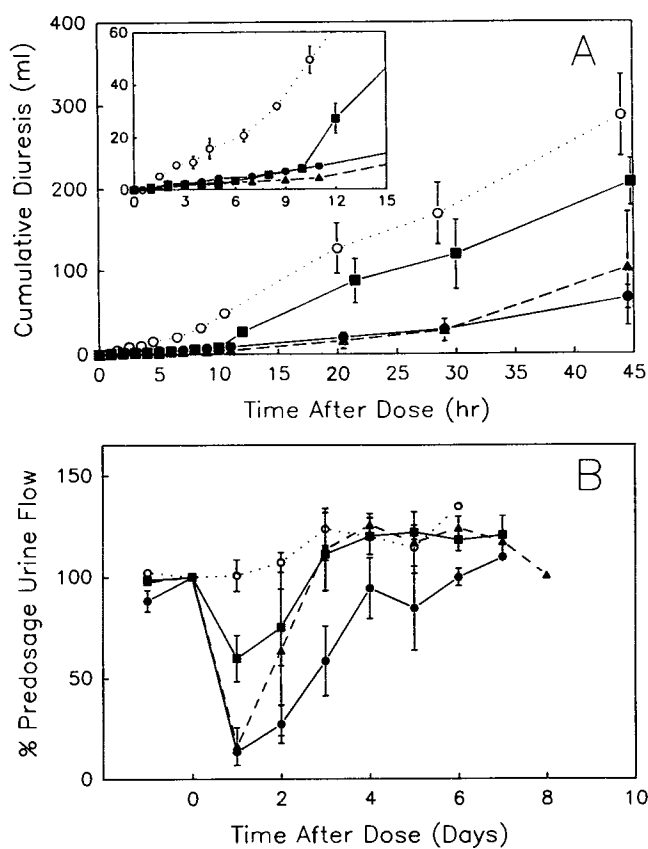 A
Cumulative Diuresis (ml)
400
300
200
100
0
60
40
20
0
0 3 6 9 12 15
0 5 10 15 20 25 30 35 40 45
Time After Dose (hr)
B
% Predosage Urine Flow
150
100
50
0
0 2 4 6 8 10
Time After Dose (Days)